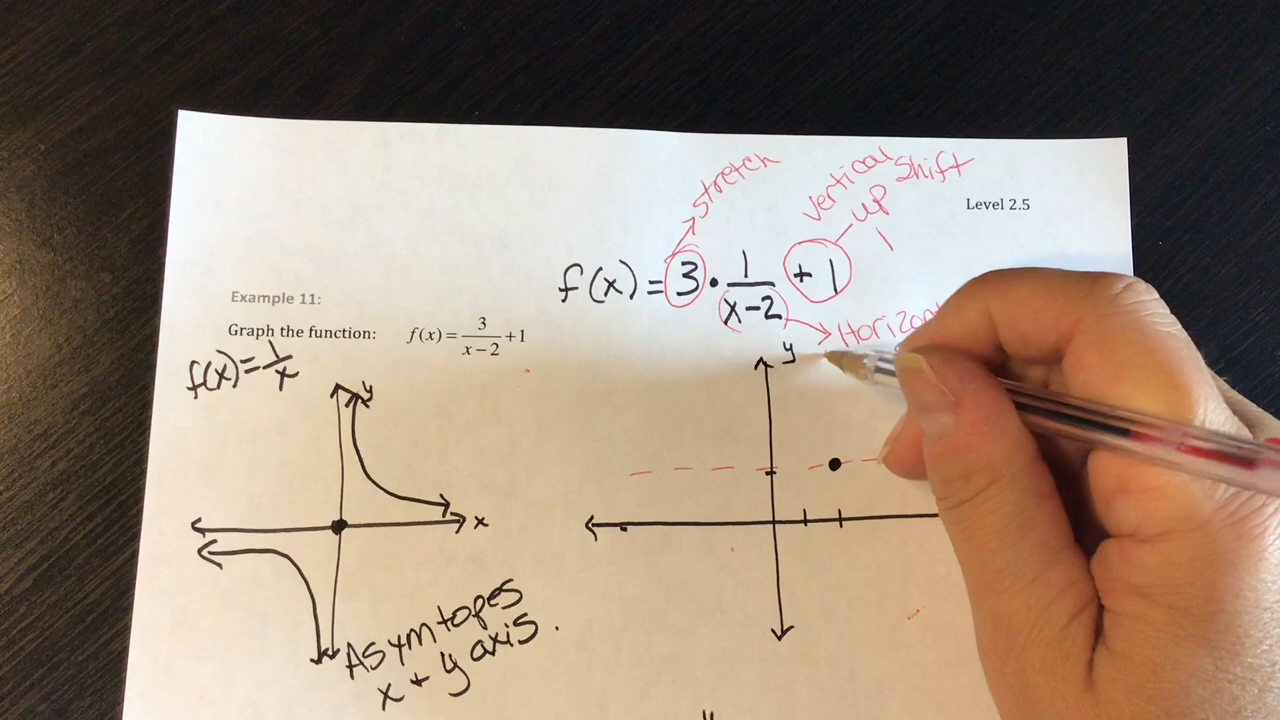 stretch
vertical shift
up
1
Level 2.5
f(x) = 3 · 1/(x-2) + 1
Example 11:
Graph the function: f(x) = 3/(x-2) + 1
f(x) = 1/x
y
y
x
Asymtopes
x + y axis.